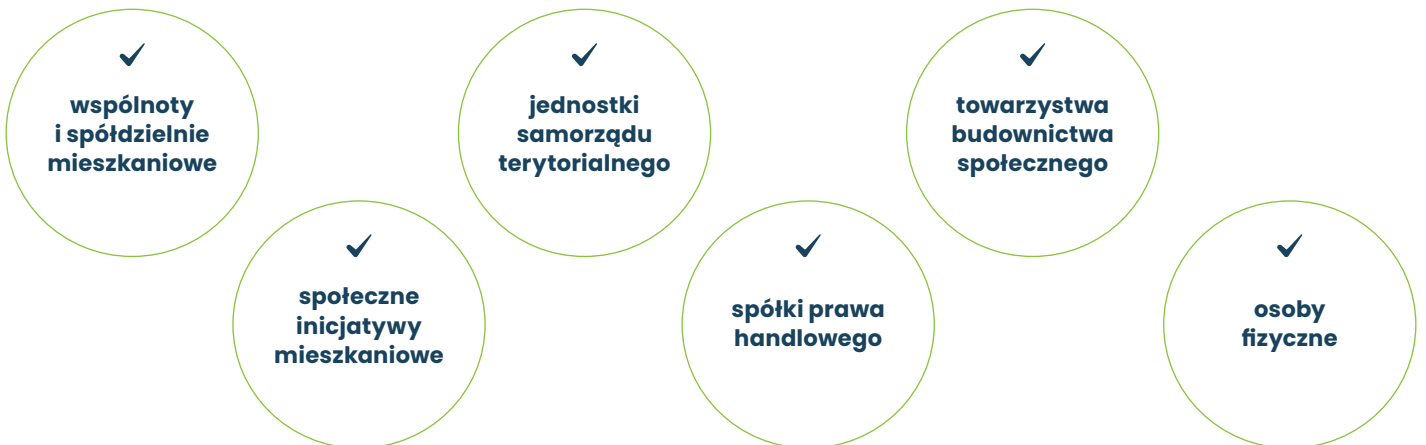 wspólnoty
i spółdzielnie
mieszkaniowe
społeczne
inicjatywy
mieszkaniowe
jednostki
samorządu
terytorialnego
spółki prawa
handlowego
towarzystwa
budownictwa
społecznego
osoby
fizyczne